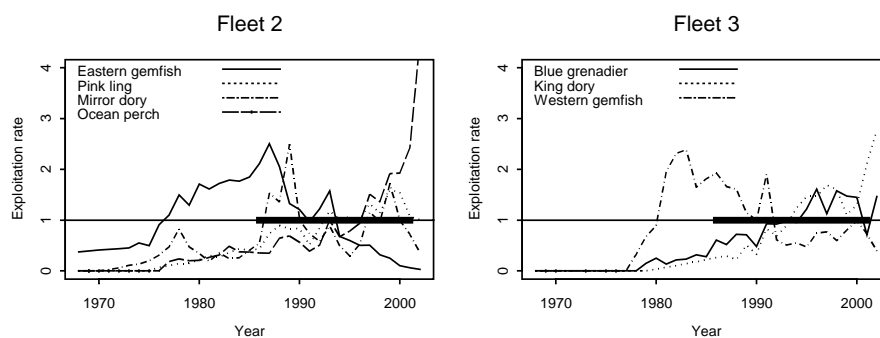 Fleet 2
Exploitation rate
4
3
2
1
0
Eastern gemfish
Pink ling
Mirror dory
Ocean perch
1970 1980 1990 2000
Year
Fleet 3
Exploitation rate
4
3
2
1
0
Blue grenadier
King dory
Western gemfish
1970 1980 1990 2000
Year